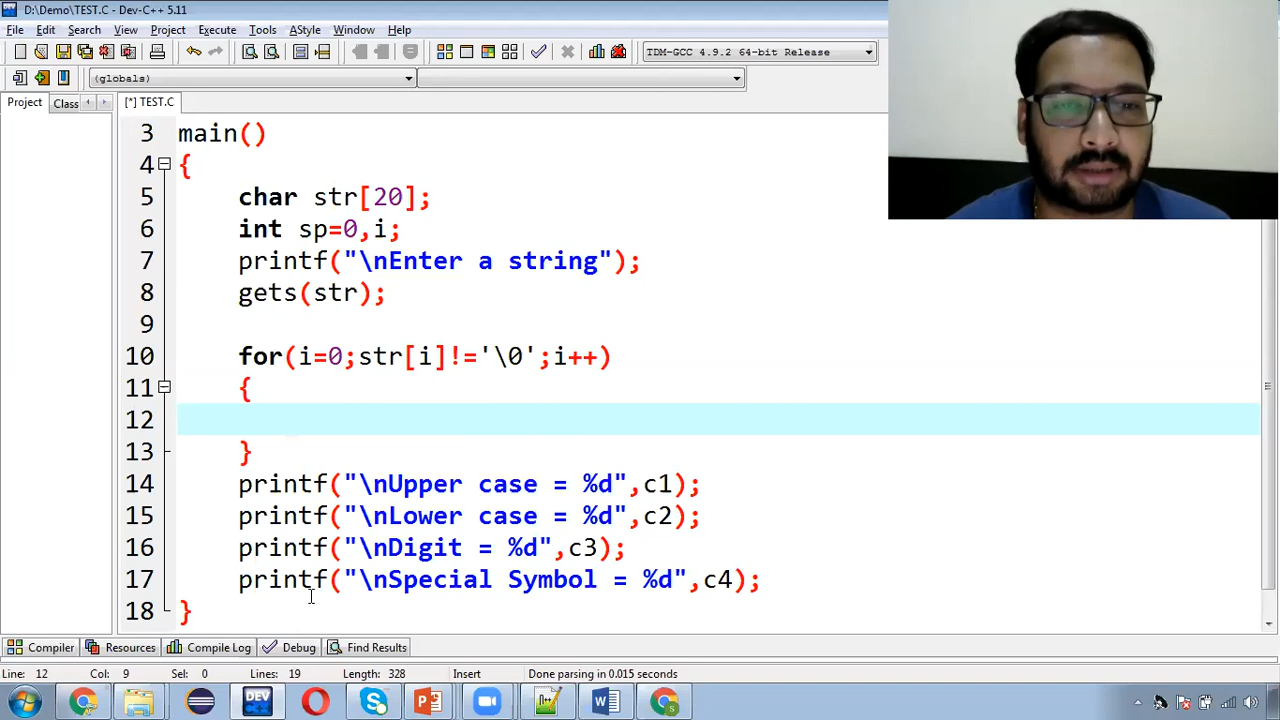 D:\Demo\TEST.C - Dev-C++ 5.11
File Edit Search View Project Execute Tools AStyle Window Help
TDM-GCC 4.9.2 64-bit Release
(globals)
Project Class [*] TEST.C
3 main()
4 {
5 char str[20];
6 int sp=0,i;
7 printf("\nEnter a string");
8 gets(str);
9
10 for(i=0;str[i]!='\0';i++)
11 {
12
13 }
14 printf("\nUpper case = %d",c1);
15 printf("\nLower case = %d",c2);
16 printf("\nDigit = %d",c3);
17 printf("\nSpecial Symbol = %d",c4);
18 }
Compiler Resources Compile Log Debug Find Results
Line: 12 Col: 9 Sel: 0 Lines: 19 Length: 328 Insert Done parsing in 0.015 seconds
DEV C++